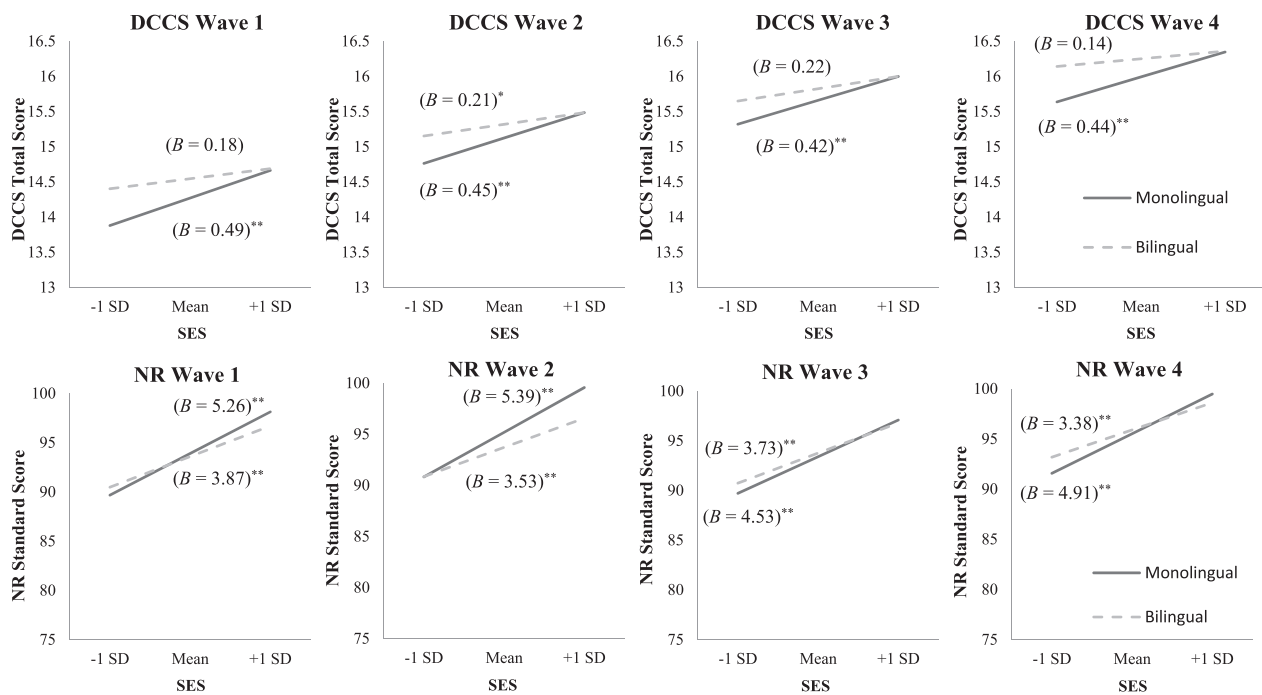 DCCS Wave 1
DCCS Total Score
16.5
16
15.5
15
14.5
14
13.5
13
(B = 0.18)
(B = 0.49)**
-1 SD Mean +1 SD
SES
DCCS Wave 2
DCCS Total Score
16.5
16
15.5
15
14.5
14
13.5
13
(B = 0.21)*
(B = 0.45)**
-1 SD Mean +1 SD
SES
DCCS Wave 3
DCCS Total Score
16.5
16
15.5
15
14.5
14
13.5
13
(B = 0.22)
(B = 0.42)**
-1 SD Mean +1 SD
SES
DCCS Wave 4
DCCS Total Score
16.5
16
15.5
15
14.5
14
13.5
13
(B = 0.14)
(B = 0.44)**
Monolingual
Bilingual
-1 SD Mean +1 SD
SES
NR Wave 1
NR Standard Score
100
95
90
85
80
75
(B = 5.26)**
(B = 3.87)**
-1 SD Mean +1 SD
SES
NR Wave 2
NR Standard Score
100
95
90
85
80
75
(B = 5.39)**
(B = 3.53)**
-1 SD Mean +1 SD
SES
NR Wave 3
NR Standard Score
100
95
90
85
80
75
(B = 3.73)**
(B = 4.53)**
-1 SD Mean +1 SD
SES
NR Wave 4
NR Standard Score
100
95
90
85
80
75
(B = 3.38)**
(B = 4.91)**
Monolingual
Bilingual
-1 SD Mean +1 SD
SES